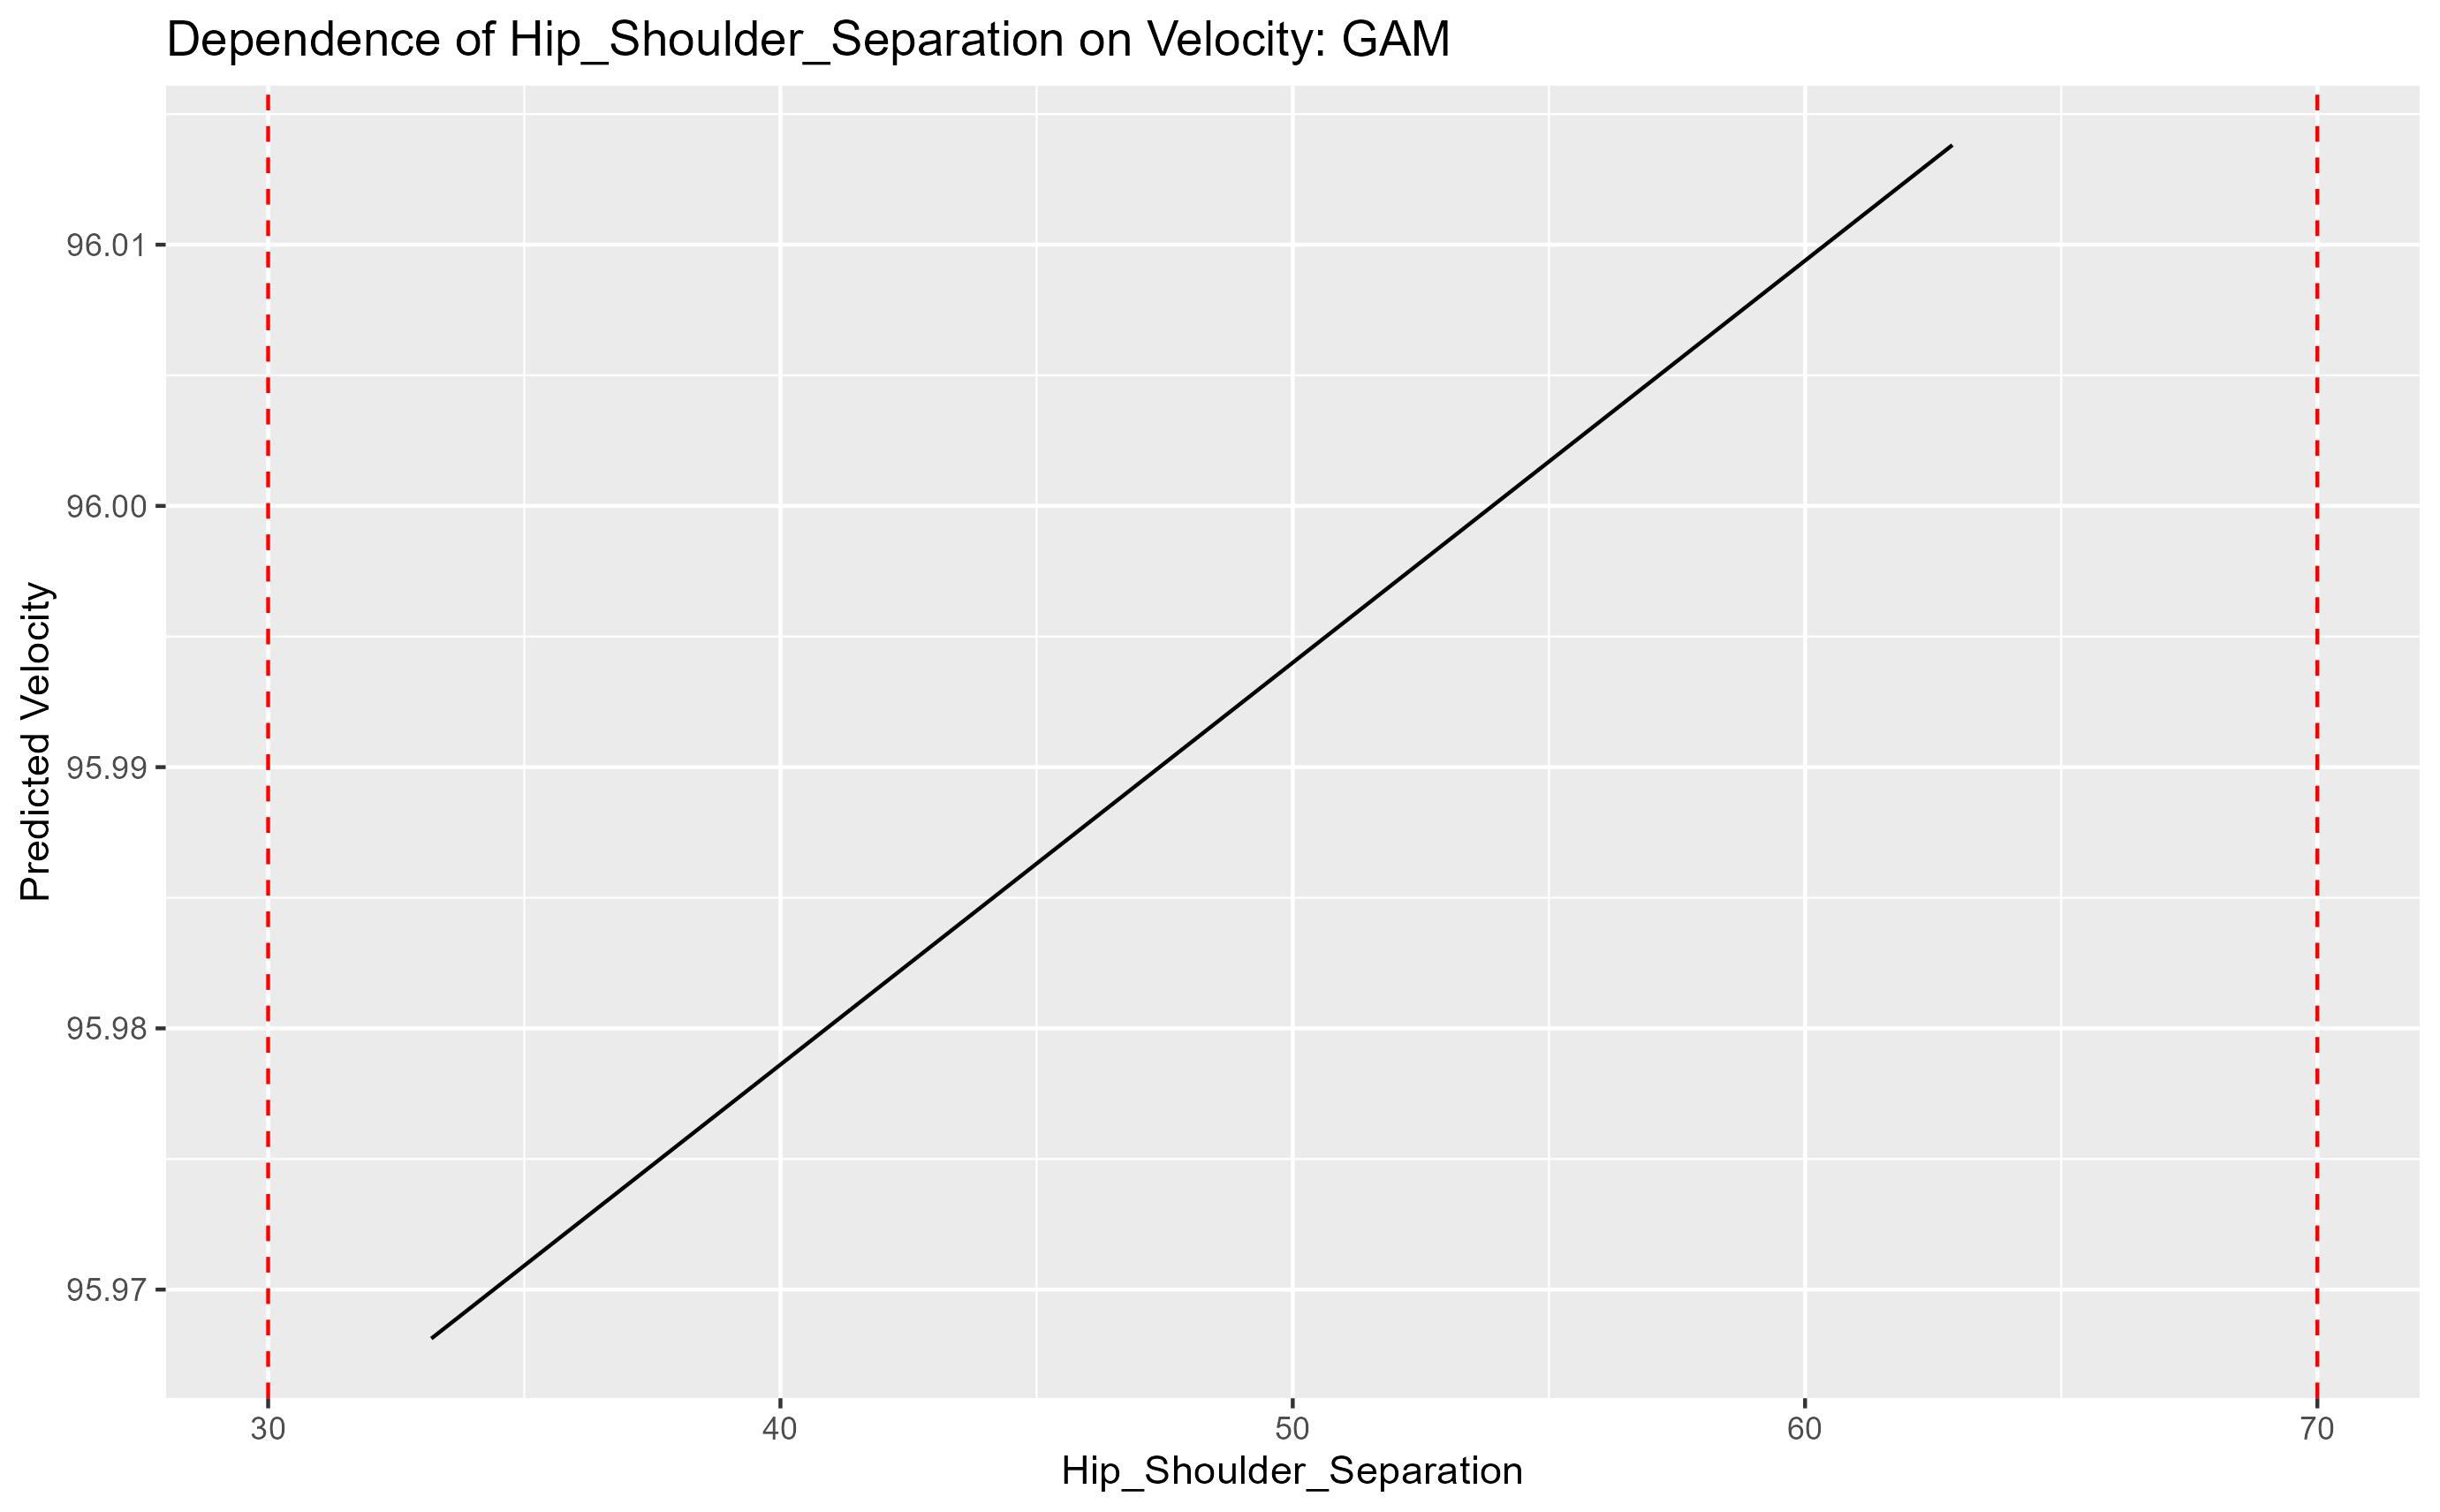 Dependence of Hip_Shoulder_Separation on Velocity: GAM
Predicted Velocity
96.01
96.00
95.99
95.98
95.97
30 40 50 60 70
Hip_Shoulder_Separation